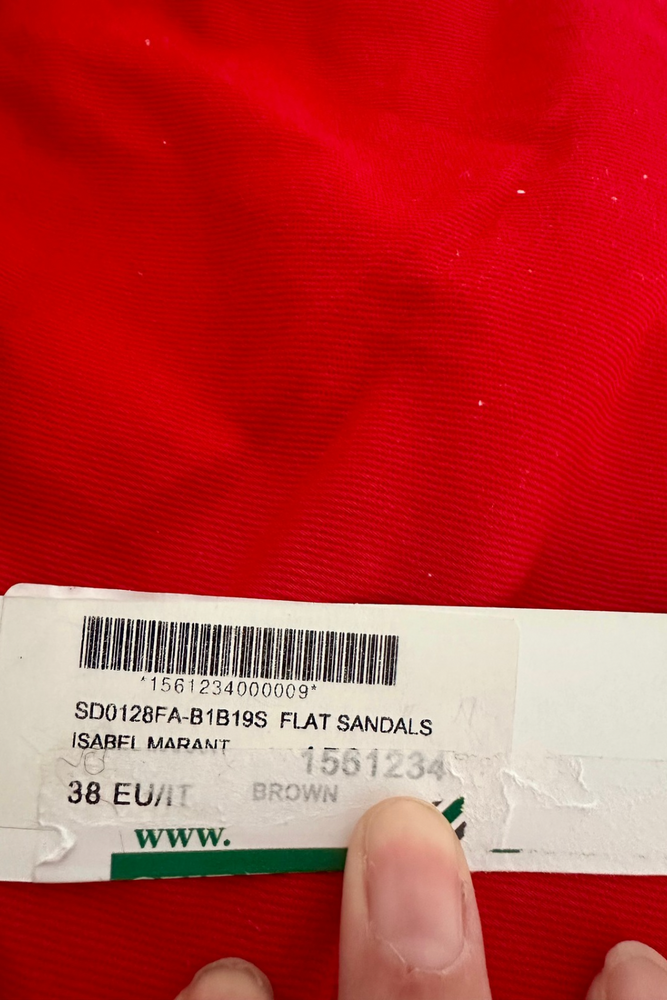 *1561234000009*
SD0128FA-B1B19S FLAT SANDALS
ISABEL MARANT
1561234
38 EU/IT BROWN
www.